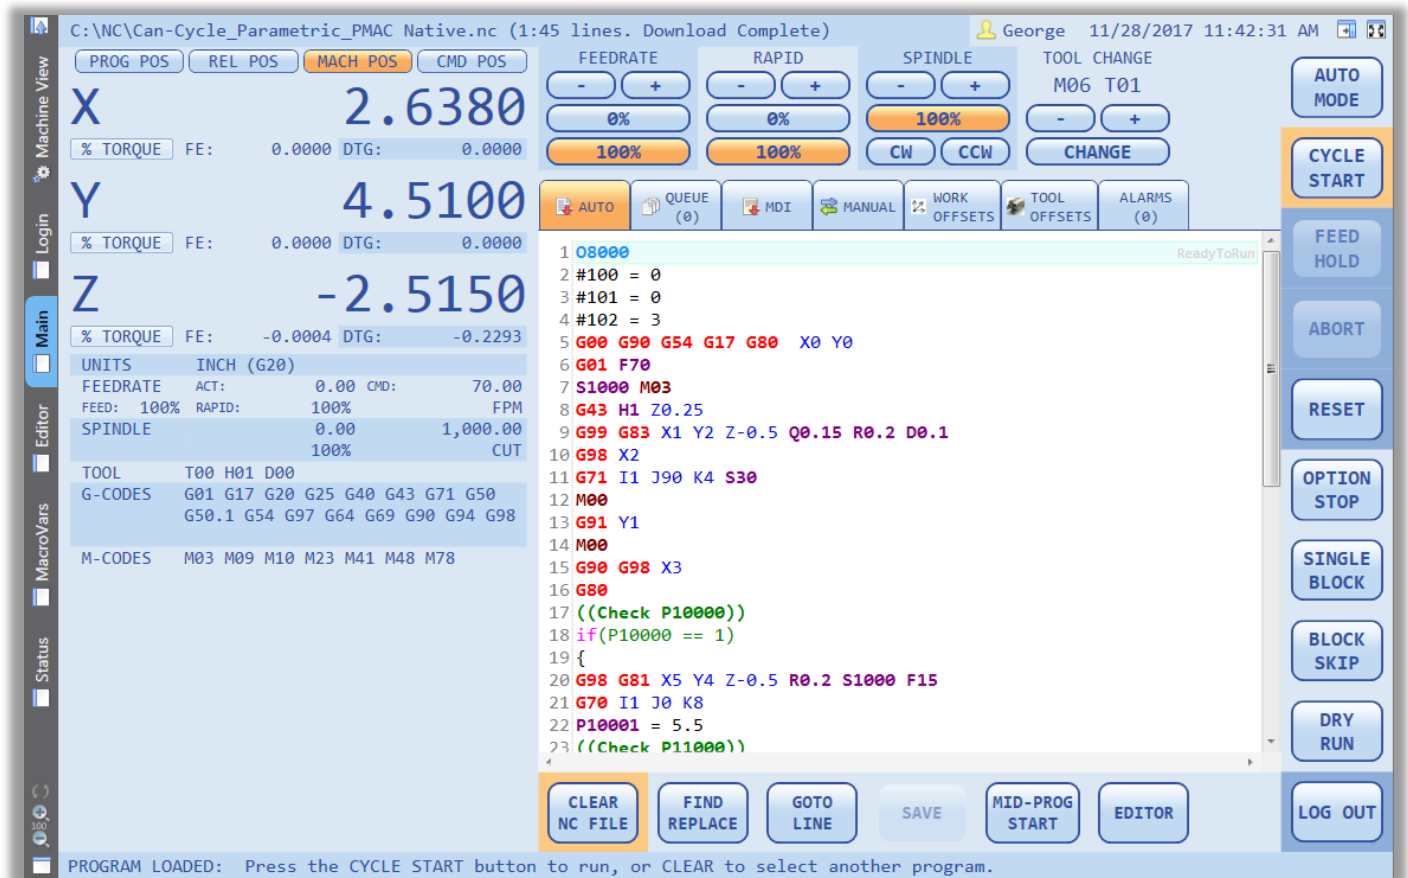 C:\NC\Can-Cycle_Parametric_PMAC Native.nc (1:45 lines. Download Complete)
George 11/28/2017 11:42:31 AM
Machine View
Login
Main
Editor
MacroVars
Status
100
PROG POS REL POS MACH POS CMD POS
X 2.6380
% TORQUE FE: 0.0000 DTG: 0.0000
Y 4.5100
% TORQUE FE: 0.0000 DTG: 0.0000
Z -2.5150
% TORQUE FE: -0.0004 DTG: -0.2293
UNITS INCH (G20)
FEEDRATE ACT: 0.00 CMD: 70.00
FEED: 100% RAPID: 100% FPM
SPINDLE 0.00 1,000.00
100% CUT
TOOL T00 H01 D00
G-CODES G01 G17 G20 G25 G40 G43 G71 G50
G50.1 G54 G97 G64 G69 G90 G94 G98
M-CODES M03 M09 M10 M23 M41 M48 M78
FEEDRATE RAPID SPINDLE TOOL CHANGE
- + - + - + M06 T01
0% 0% 100% - +
100% 100% CW CCW CHANGE
AUTO
QUEUE
(0)
MDI
MANUAL
WORK
OFFSETS
TOOL
OFFSETS
ALARMS
(0)
1 O8000 ReadyToRun
2 #100 = 0
3 #101 = 0
4 #102 = 3
5 G00 G90 G54 G17 G80 X0 Y0
6 G01 F70
7 S1000 M03
8 G43 H1 Z0.25
9 G99 G83 X1 Y2 Z-0.5 Q0.15 R0.2 D0.1
10 G98 X2
11 G71 I1 J90 K4 S30
12 M00
13 G91 Y1
14 M00
15 G90 G98 X3
16 G80
17 ((Check P10000))
18 if(P10000 == 1)
19 {
20 G98 G81 X5 Y4 Z-0.5 R0.2 S1000 F15
21 G70 I1 J0 K8
22 P10001 = 5.5
23 ((Check P11000))
CLEAR
NC FILE
FIND
REPLACE
GOTO
LINE
SAVE
MID-PROG
START
EDITOR
AUTO
MODE
CYCLE
START
FEED
HOLD
ABORT
RESET
OPTION
STOP
SINGLE
BLOCK
BLOCK
SKIP
DRY
RUN
LOG OUT
PROGRAM LOADED: Press the CYCLE START button to run, or CLEAR to select another program.